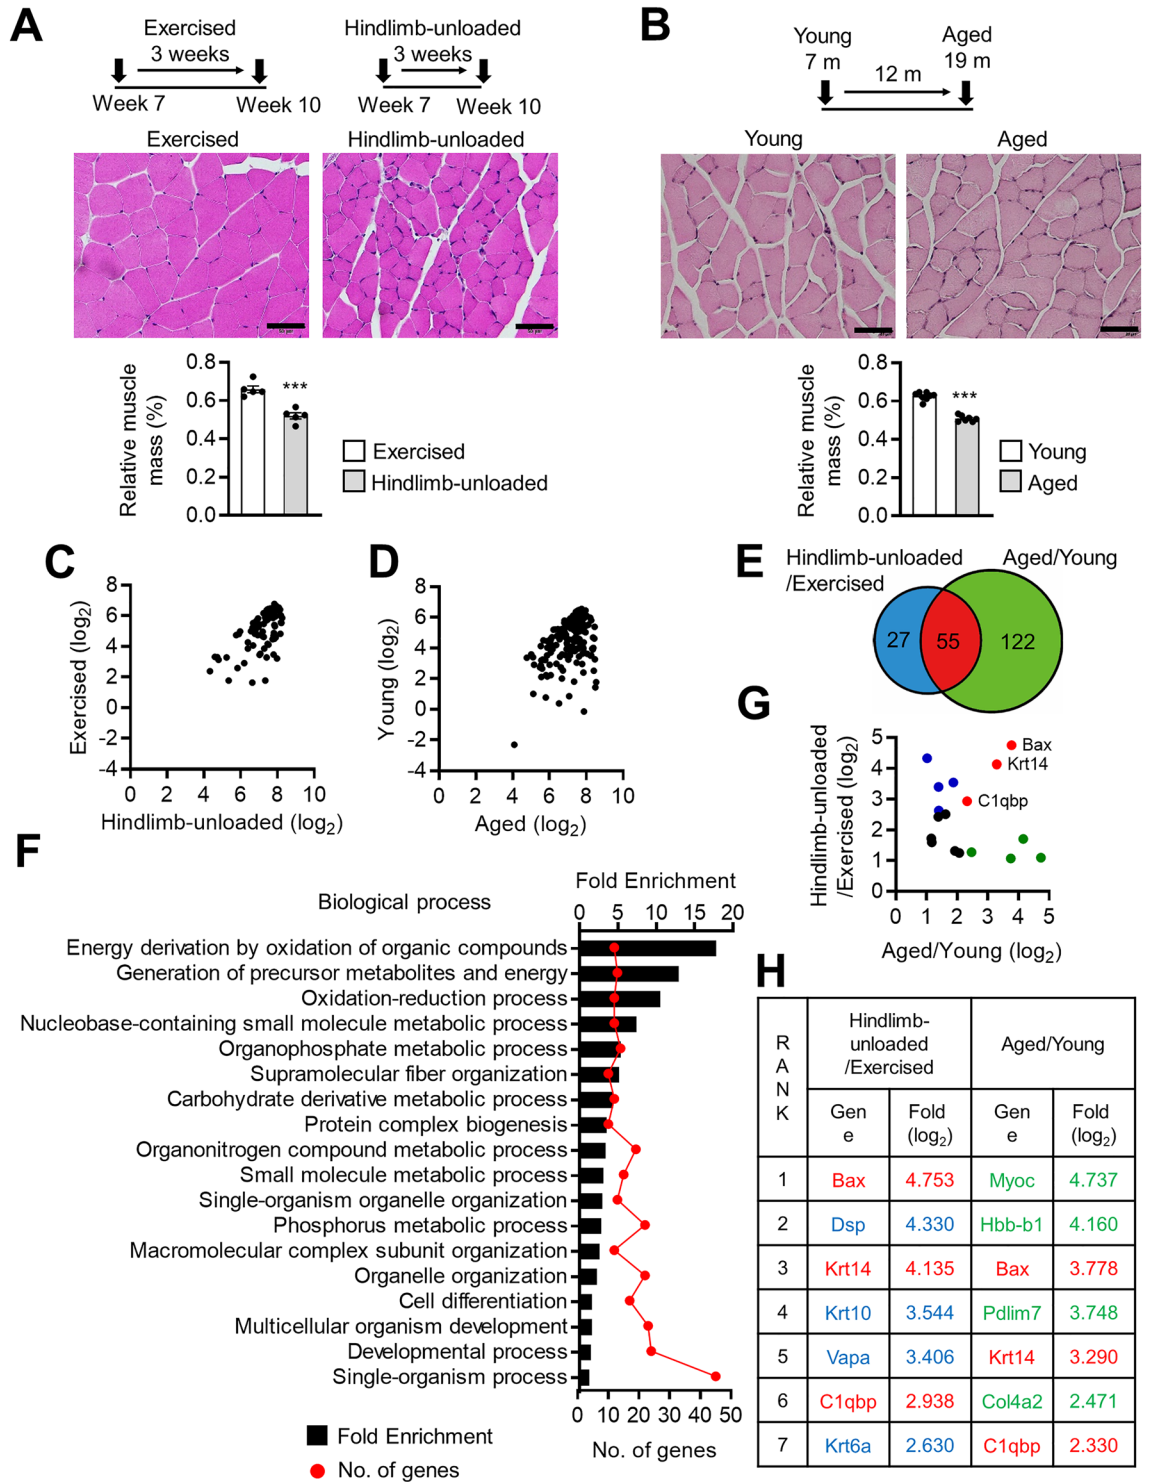 A
Exercised
3 weeks
Week 7
Week 10
Hindlimb-unloaded
3 weeks
Week 7
Week 10
Exercised
Hindlimb-unloaded
0.8
0.6
0.4
0.2
0.0
Relative muscle
mass (%)
***
Exercised
Hindlimb-unloaded
B
Young
7 m
12 m
Aged
19 m
Young
Aged
0.8
0.6
0.4
0.2
0.0
Relative muscle
mass (%)
***
Young
Aged
C
Exercised (log2)
8
6
4
2
0
-2
-4
0 2 4 6 8 10
Hindlimb-unloaded (log2)
D
Young (log2)
8
6
4
2
0
-2
-4
0 2 4 6 8 10
Aged (log2)
E
Hindlimb-unloaded
/Exercised
Aged/Young
27 55 122
F
Biological process
Fold Enrichment
0 5 10 15 20
Energy derivation by oxidation of organic compounds
Generation of precursor metabolites and energy
Oxidation-reduction process
Nucleobase-containing small molecule metabolic process
Organophosphate metabolic process
Supramolecular fiber organization
Carbohydrate derivative metabolic process
Protein complex biogenesis
Organonitrogen compound metabolic process
Small molecule metabolic process
Single-organism organelle organization
Phosphorus metabolic process
Macromolecular complex subunit organization
Organelle organization
Cell differentiation
Multicellular organism development
Developmental process
Single-organism process
0 10 20 30 40 50
No. of genes
Fold Enrichment
No. of genes
G
Hindlimb-unloaded
/Exercised (log2)
5
4
3
2
1
0
Bax
Krt14
C1qbp
0 1 2 3 4 5
Aged/Young (log2)
H
R
A
N
K
Hindlimb-
unloaded
/Exercised
Aged/Young
Gen
e
Fold
(log2)
Gen
e
Fold
(log2)
1 Bax 4.753 Myoc 4.737
2 Dsp 4.330 Hbb-b1 4.160
3 Krt14 4.135 Bax 3.778
4 Krt10 3.544 Pdlim7 3.748
5 Vapa 3.406 Krt14 3.290
6 C1qbp 2.938 Col4a2 2.471
7 Krt6a 2.630 C1qbp 2.330